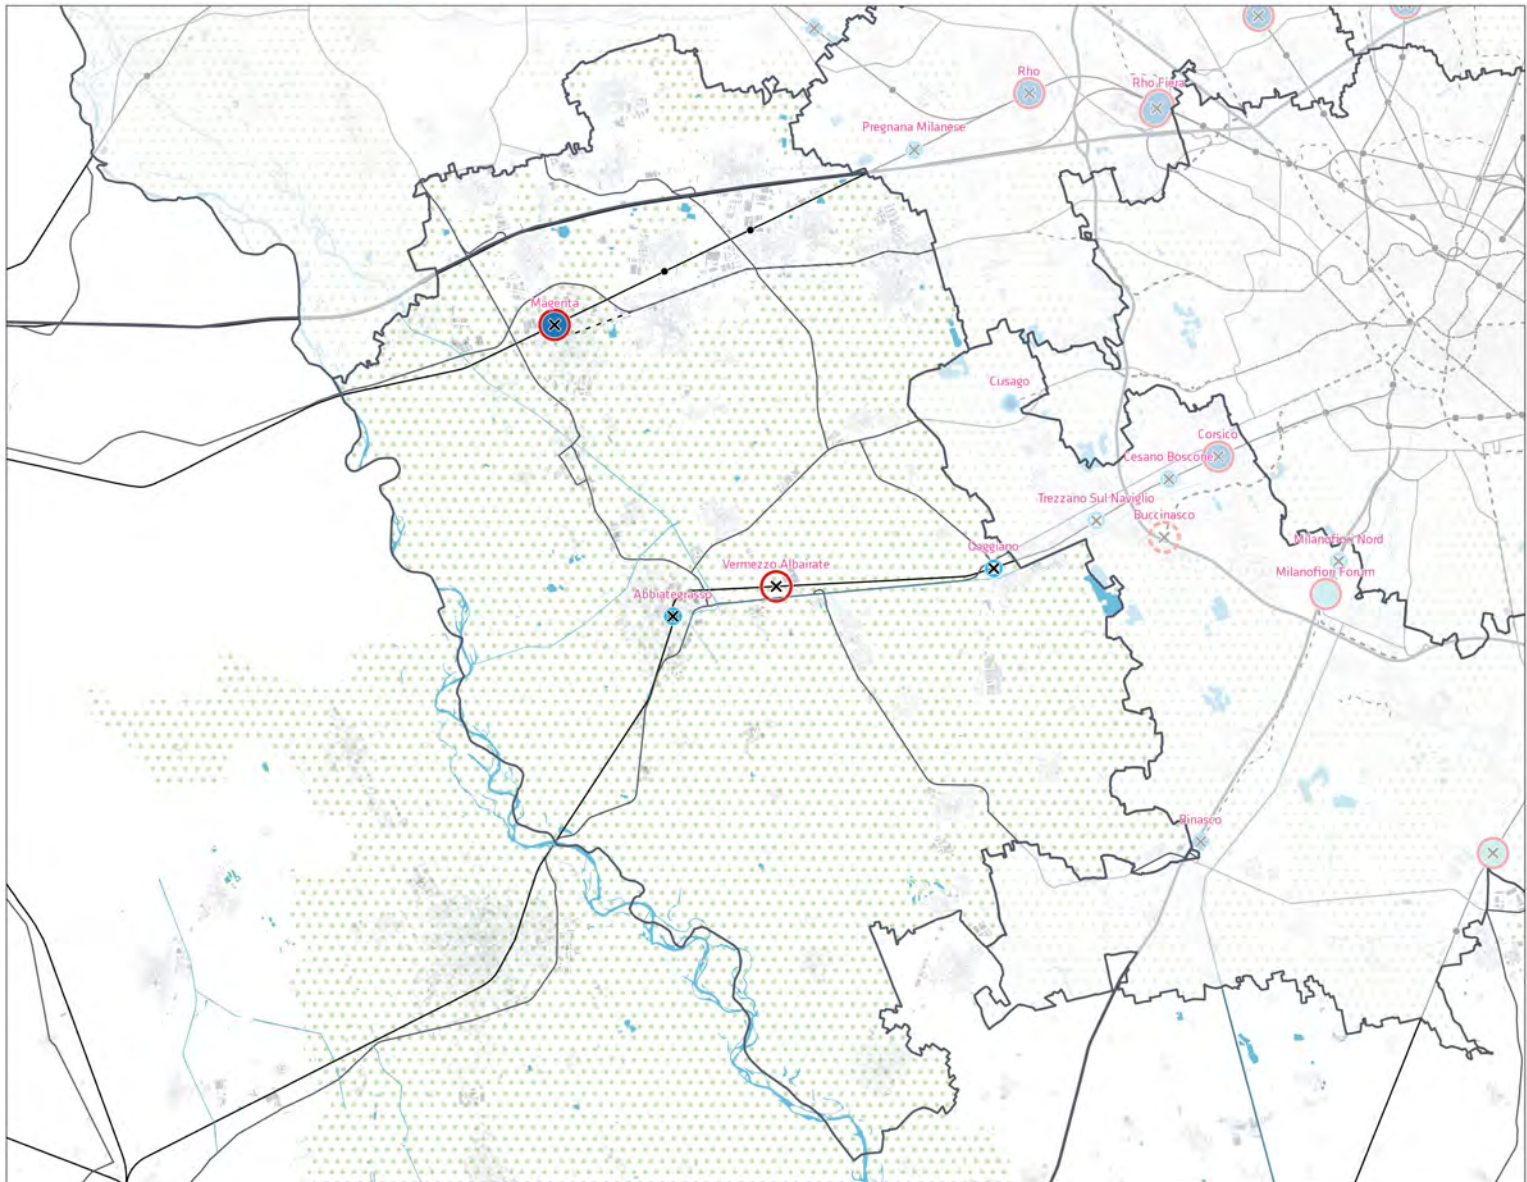 Rho
Rho Fiera
Pregnana Milanese
Magenta
Cusago
Corsico
Cesano Boscone
Trezzano Sul Naviglio
Buccinasco
Milanofiori Nord
Gaggiano
Vermezzo Albairate
Milanofiori Forum
Abbiategrasso
Binasco